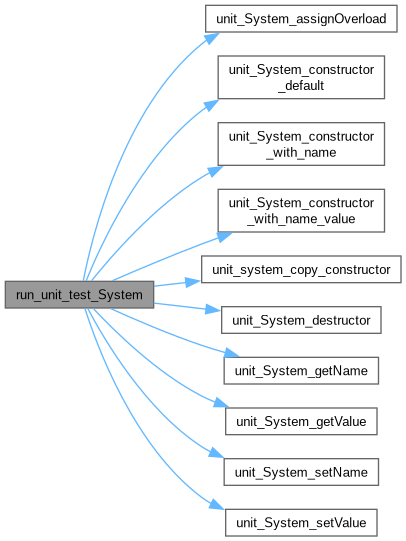 unit_System_assignOverload
unit_System_constructor
_default
unit_System_constructor
_with_name
unit_System_constructor
_with_name_value
unit_system_copy_constructor
run_unit_test_System
unit_System_destructor
unit_System_getName
unit_System_getValue
unit_System_setName
unit_System_setValue